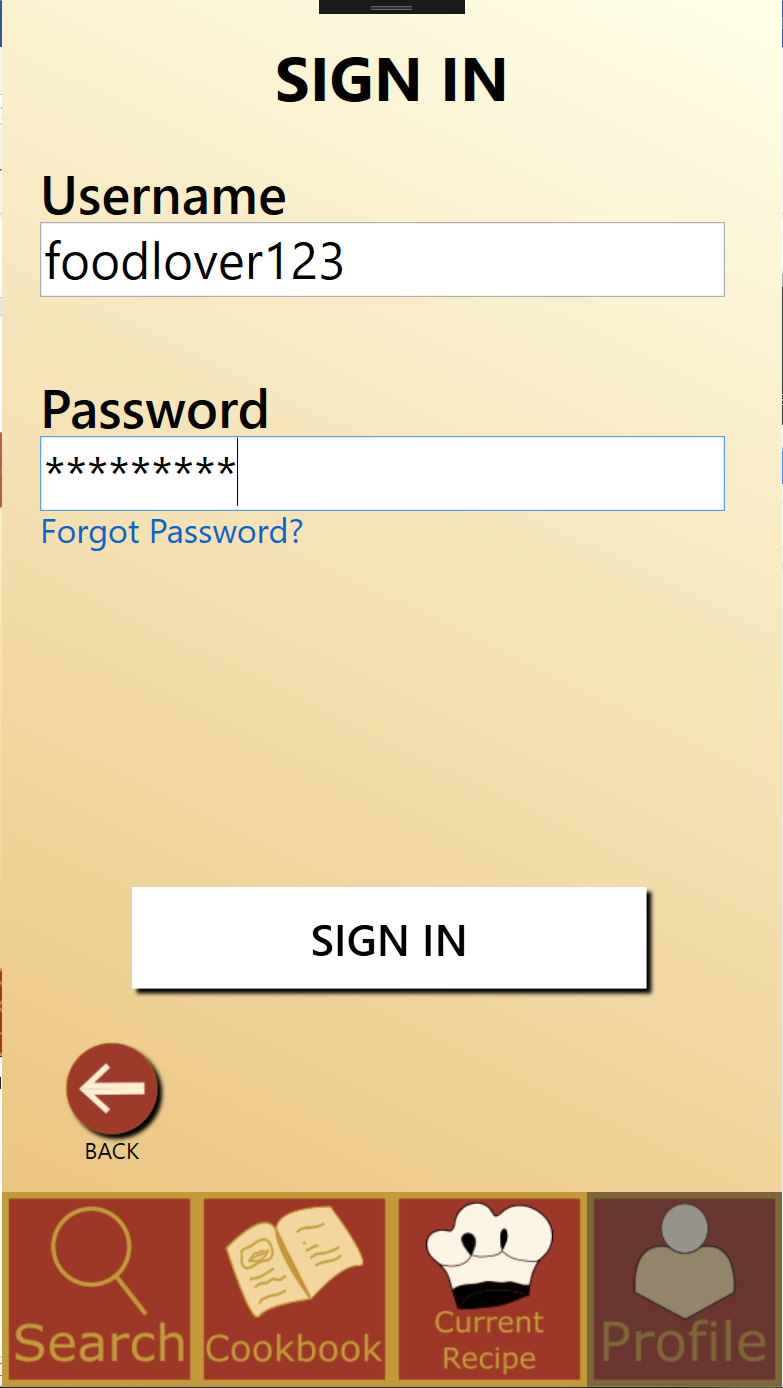 SIGN IN
Username
foodlover123
Password
*********
Forgot Password?
SIGN IN
BACK
Search
Cookbook
Current
Recipe
Profile